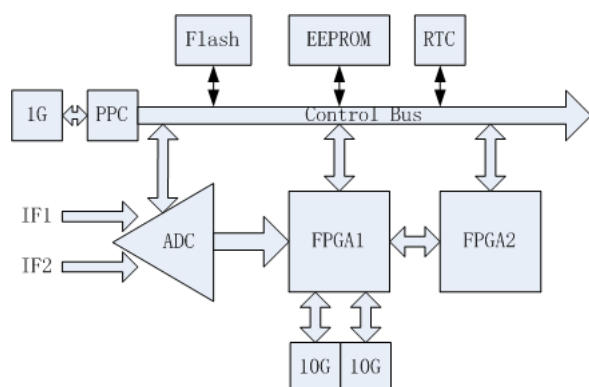 Flash EEPROM RTC
1G PPC Control Bus
IF1
ADC FPGA1 FPGA2
IF2
10G 10G